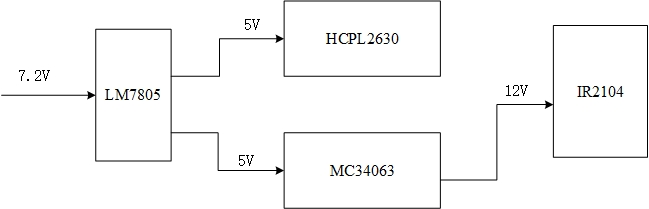 5V
HCPL2630
7.2V
LM7805
12V
IR2104
5V
MC34063